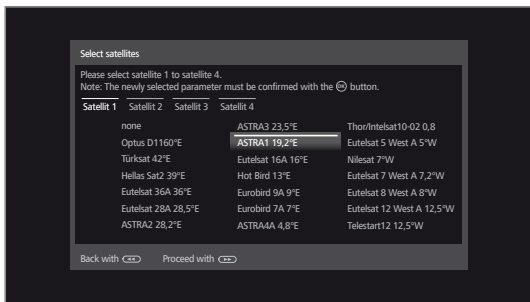 Select satellites
Please select satellite 1 to satellite 4.
Note: The newly selected parameter must be confirmed with the OK button.
Satellit 1 Satellit 2 Satellit 3 Satellit 4
none ASTRA3 23,5°E Thor/Intelsat10-02 0,8
Optus D1160°E ASTRA1 19,2°E Eutelsat 5 West A 5°W
Türksat 42°E Eutelsat 16A 16°E Nilesat 7°W
Hellas Sat2 39°E Hot Bird 13°E Eutelsat 7 West A 7,2°W
Eutelsat 36A 36°E Eurobird 9A 9°E Eutelsat 8 West A 8°W
Eutelsat 28A 28,5°E Eurobird 7A 7°E Eutelsat 12 West A 12,5°W
ASTRA2 28,2°E ASTRA4A 4,8°E Telestart12 12,5°W
Back with Proceed with